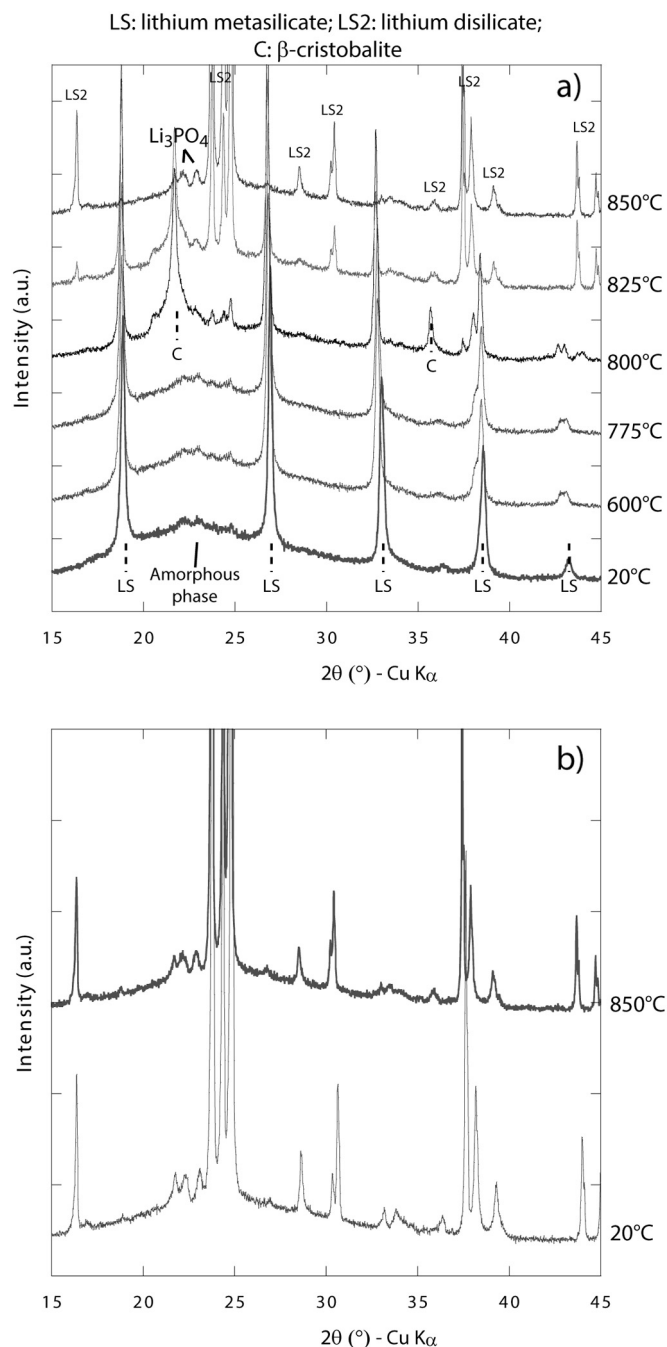 LS: lithium metasilicate; LS2: lithium disilicate;
C: β-cristobalite
a)
LS2
LS2
LS2
LS2
LS2
LS2
LS2
LS2
Li₃PO₄
850°C
825°C
800°C
C
C
775°C
600°C
20°C
Amorphous
phase
LS
LS
LS
LS
LS
Intensity (a.u.)
15 20 25 30 35 40 45
2θ (°) - Cu Kα
b)
850°C
20°C
Intensity (a.u.)
15 20 25 30 35 40 45
2θ (°) - Cu Kα